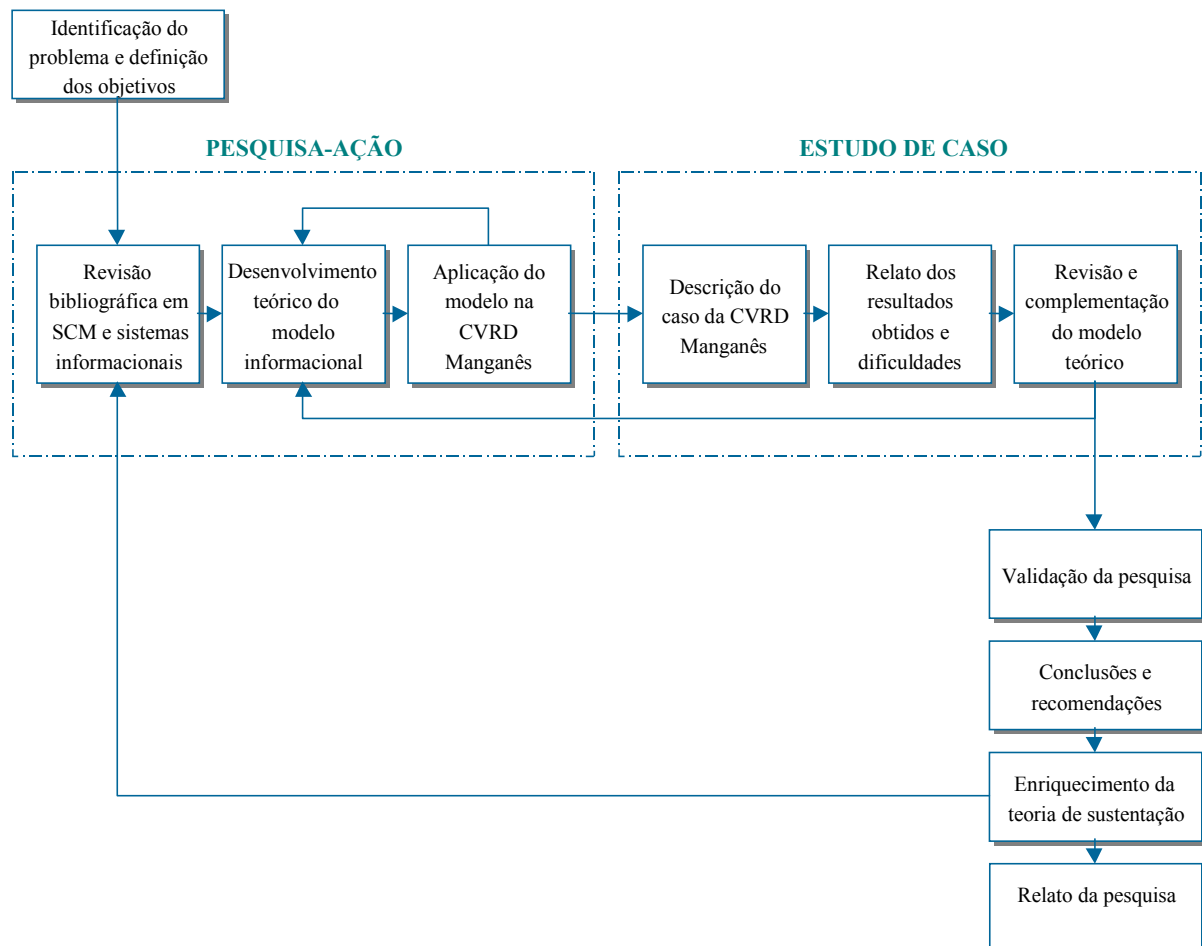 Identificação do
problema e definição
dos objetivos
PESQUISA-AÇÃO
ESTUDO DE CASO
Revisão
bibliográfica em
SCM e sistemas
informacionais
Desenvolvimento
teórico do
modelo
informacional
Aplicação do
modelo na
CVRD
Manganês
Descrição do
caso da CVRD
Manganês
Relato dos
resultados
obtidos e
dificuldades
Revisão e
complementação
do modelo
teórico
Validação da pesquisa
Conclusões e
recomendações
Enriquecimento da
teoria de sustentação
Relato da pesquisa